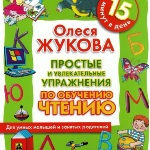 15
минут в день
Олеся
ЖУКОВА
ПРОСТЫЕ
И УВЛЕКАТЕЛЬНЫЕ
УПРАЖНЕНИЯ
ПО ОБУЧЕНИЮ
ЧТЕНИЮ
Для умных малышей и занятых родителей